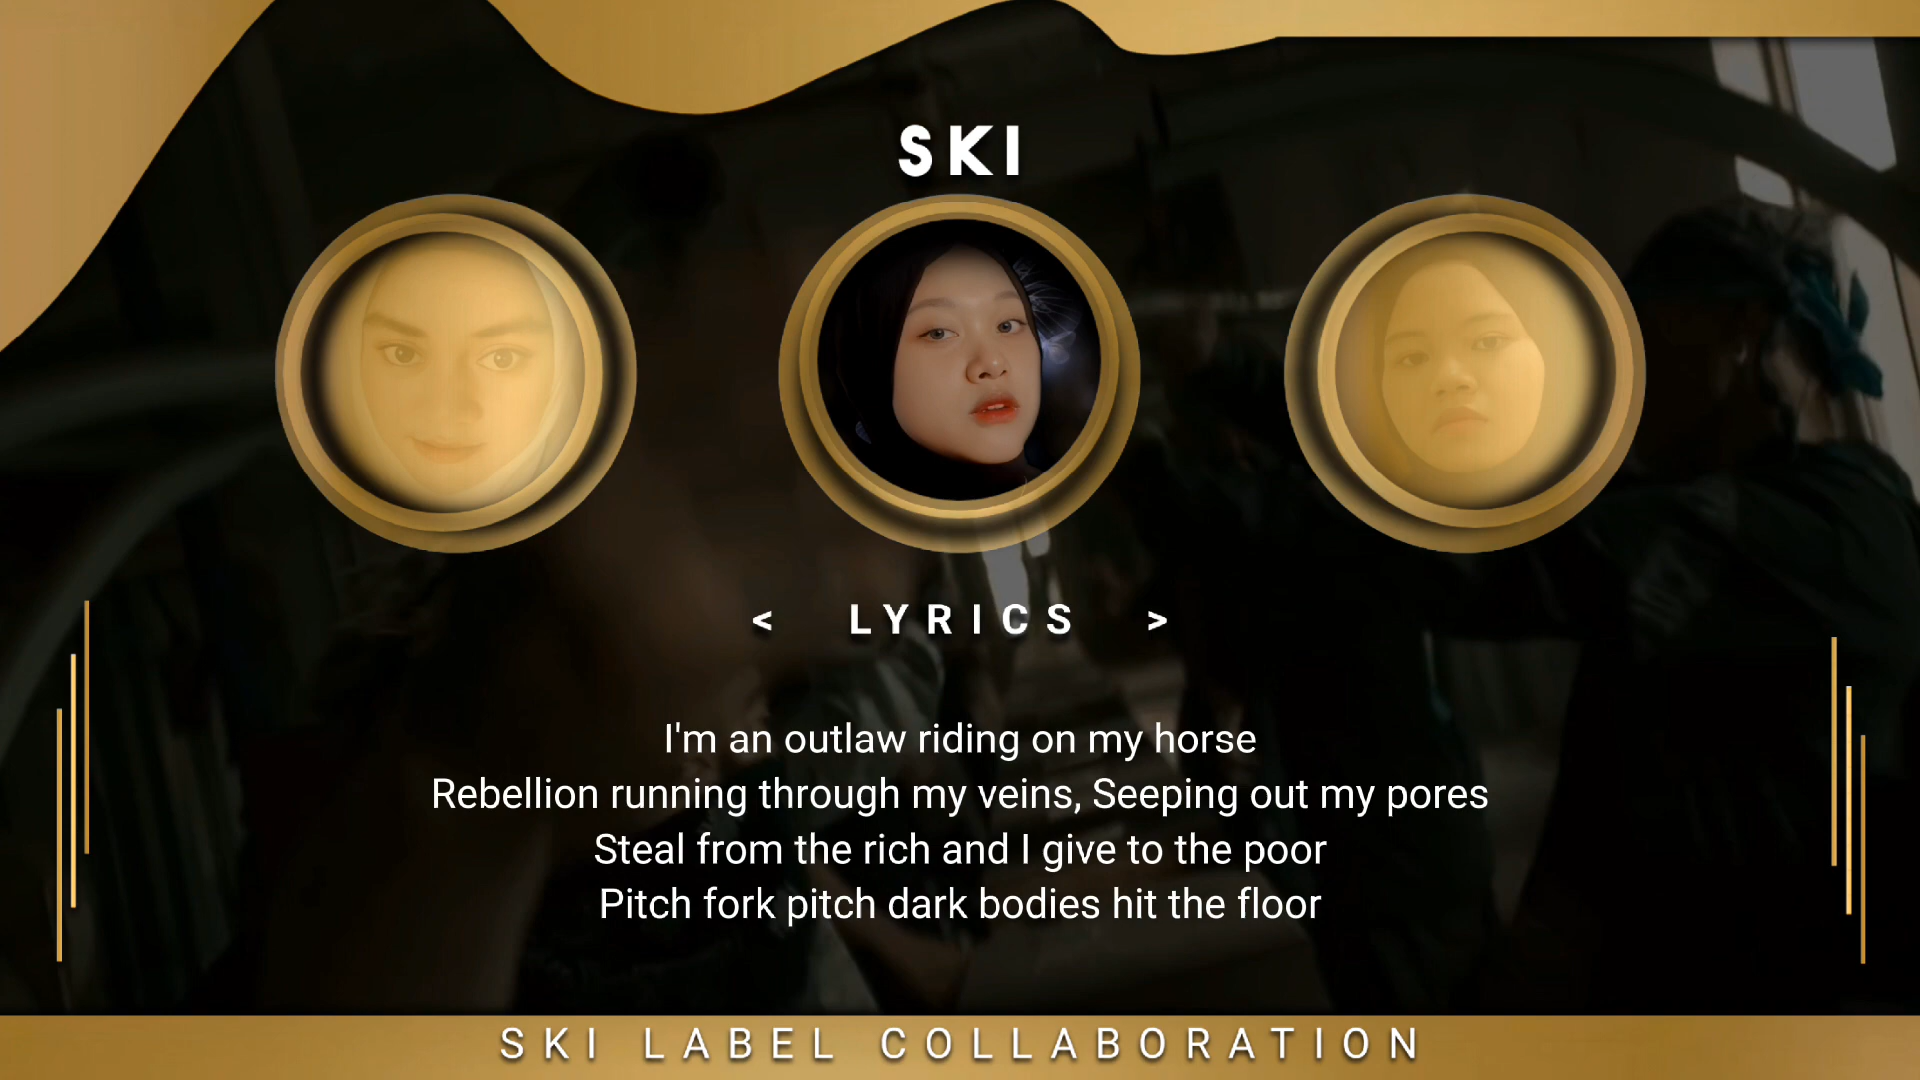 SKI
< LYRICS >
I'm an outlaw riding on my horse
Rebellion running through my veins, Seeping out my pores
Steal from the rich and I give to the poor
Pitch fork pitch dark bodies hit the floor
SKI LABEL COLLABORATION